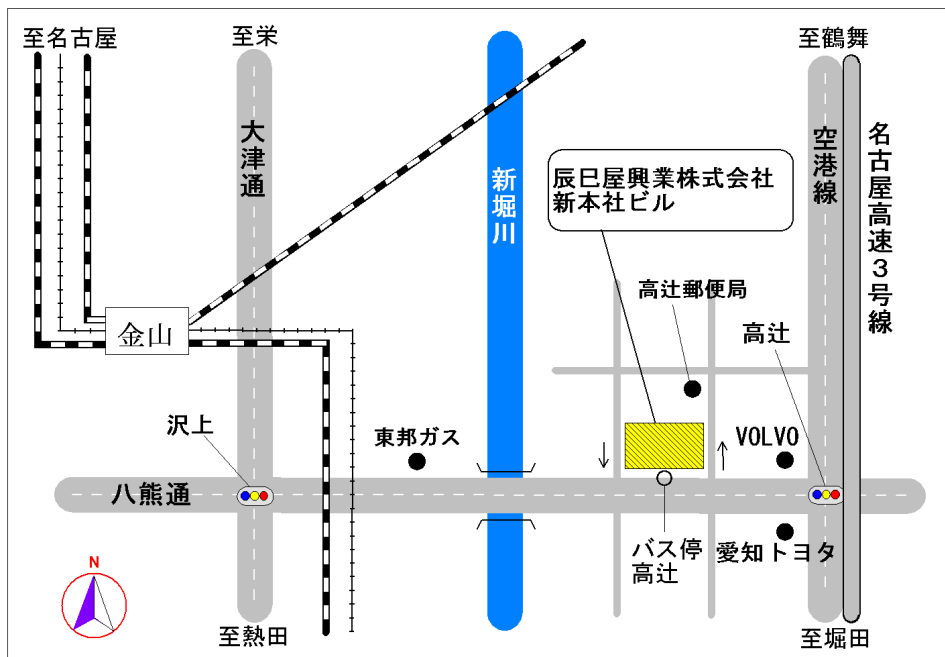 至名古屋
至栄
至鶴舞
大津通
新堀川
空港線
名古屋高速３号線
辰巳屋興業株式会社
新本社ビル
高辻郵便局
高辻
金山
沢上
東邦ガス
VOLVO
八熊通
バス停
高辻
愛知トヨタ
N
至熱田
至堀田